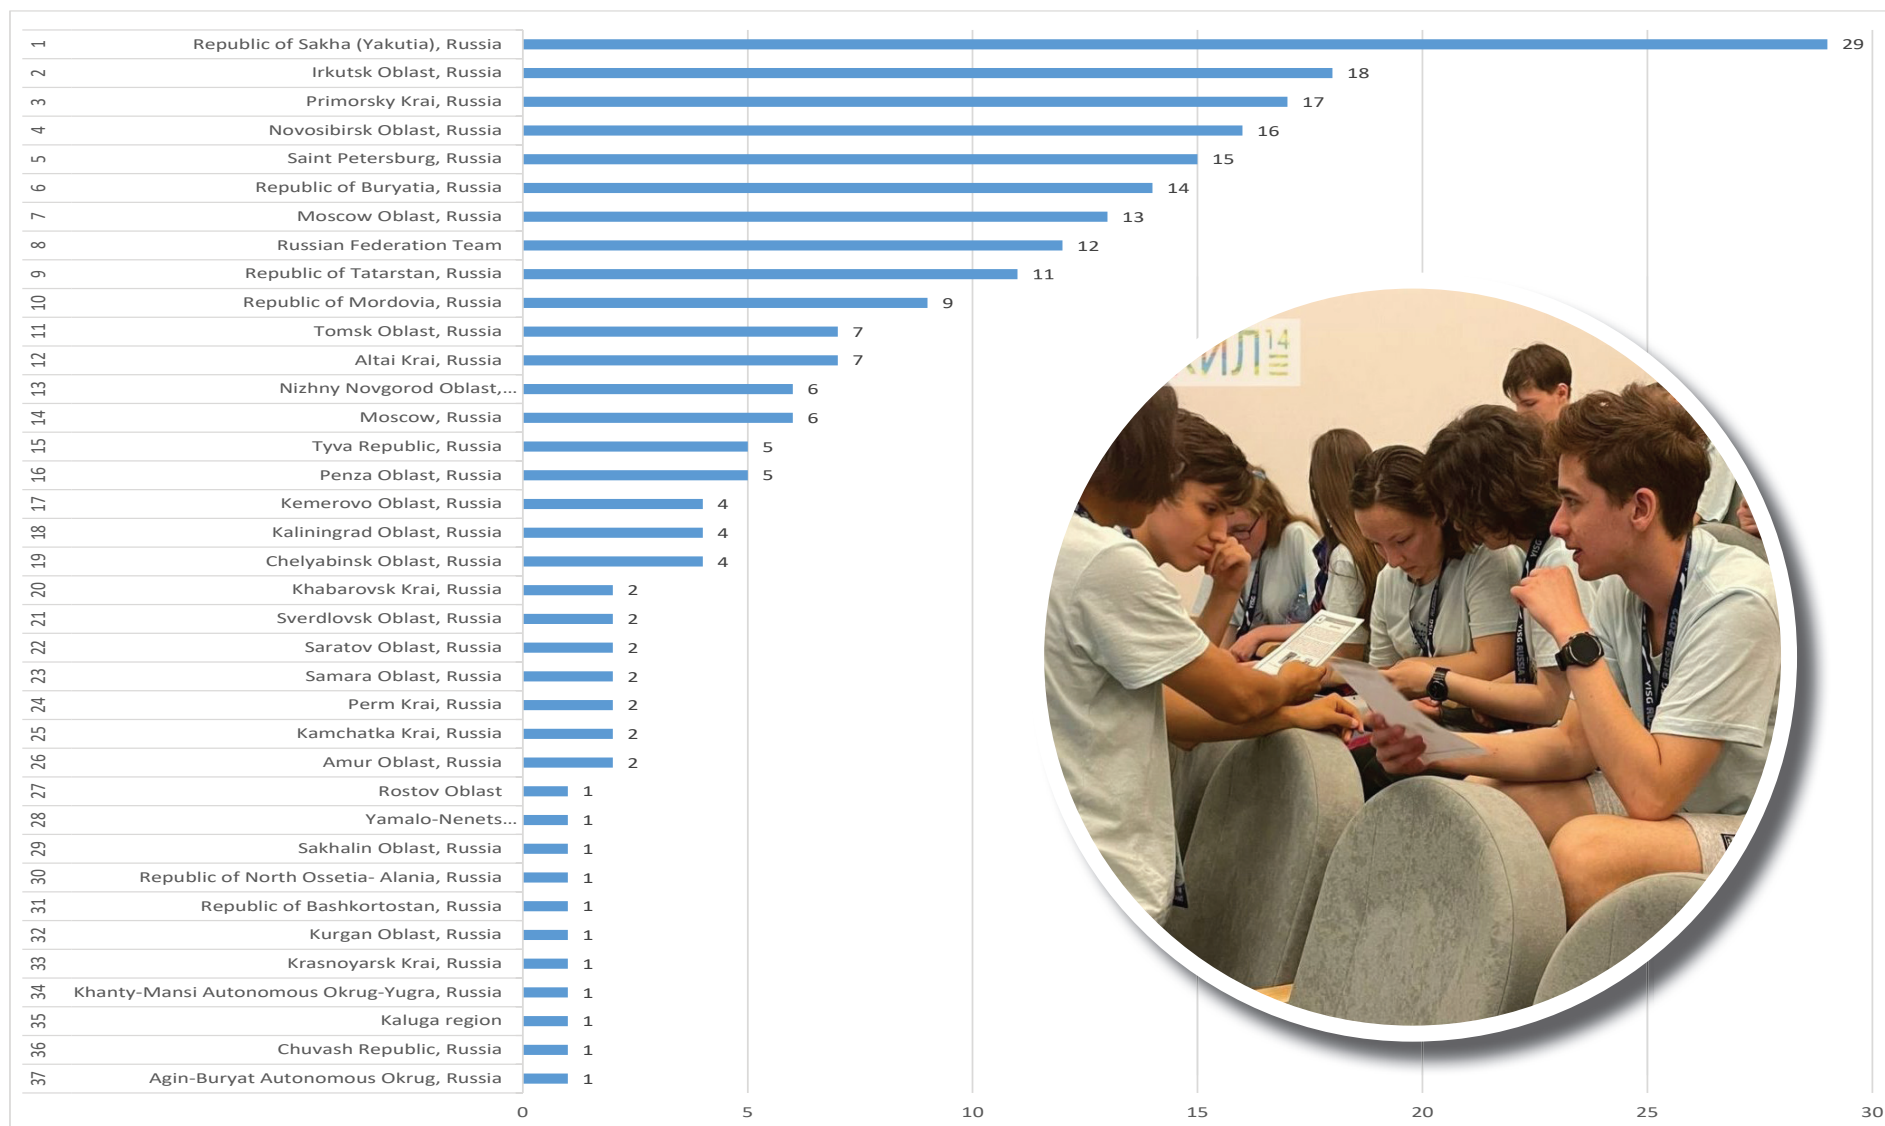 1 Republic of Sakha (Yakutia), Russia 29
2 Irkutsk Oblast, Russia 18
3 Primorsky Krai, Russia 17
4 Novosibirsk Oblast, Russia 16
5 Saint Petersburg, Russia 15
6 Republic of Buryatia, Russia 14
7 Moscow Oblast, Russia 13
8 Russian Federation Team 12
9 Republic of Tatarstan, Russia 11
10 Republic of Mordovia, Russia 9
11 Tomsk Oblast, Russia 7
12 Altai Krai, Russia 7
13 Nizhny Novgorod Oblast,... 6
14 Moscow, Russia 6
15 Tyva Republic, Russia 5
16 Penza Oblast, Russia 5
17 Kemerovo Oblast, Russia 4
18 Kaliningrad Oblast, Russia 4
19 Chelyabinsk Oblast, Russia 4
20 Khabarovsk Krai, Russia 2
21 Sverdlovsk Oblast, Russia 2
22 Saratov Oblast, Russia 2
23 Samara Oblast, Russia 2
24 Perm Krai, Russia 2
25 Kamchatka Krai, Russia 2
26 Amur Oblast, Russia 2
27 Rostov Oblast 1
28 Yamalo-Nenets... 1
29 Sakhalin Oblast, Russia 1
30 Republic of North Ossetia- Alania, Russia 1
31 Republic of Bashkortostan, Russia 1
32 Kurgan Oblast, Russia 1
33 Krasnoyarsk Krai, Russia 1
34 Khanty-Mansi Autonomous Okrug-Yugra, Russia 1
35 Kaluga region 1
36 Chuvash Republic, Russia 1
37 Agin-Buryat Autonomous Okrug, Russia 1
0 5 10 15 20 25 30
14
YISG RUSSIA 2022